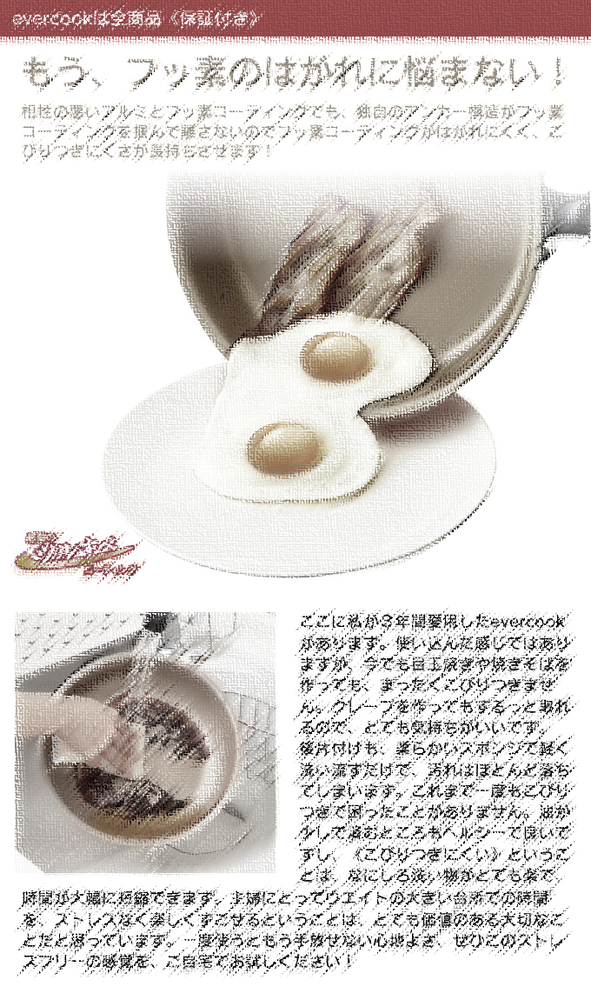 evercookは全商品《保証付き》
もう、フッ素のはがれに悩まない！
相性の悪いアルミとフッ素コーティングでも、独自のアンカー構造がフッ素
コーティングを掴んで離さないのでフッ素コーティングがはがれにくく、こ
びりつきにくさが長持ちさせます！
ここに私が3年間愛用したevercook
があります。使い込んだ感じではあり
ますが、今でも目玉焼きや焼きそばを
作っても、まったくこびりつきませ
ん。クレープを作ってもするっと取れ
るので、とても気持ちがいいです。
後片付けも、柔らかいスポンジで軽く
洗い流すだけで、汚れはほとんど落ち
てしまいます。これまで一度もこびり
つきで困ったことがありません。油が
少しで済むところもヘルシーで良いで
すし、《こびりつきにくい》というこ
とは、なにしろ洗い物がとても楽で、
時間が大幅に短縮できます。主婦にとってウエイトの大きい台所での時間
を、ストレスなく楽しくすごせるということは、とても価値のある大切なこ
とだと思っています。一度使うともう手放せない心地よさ、ぜひこのストレ
スフリーの感覚を、ご自宅でお試しください！